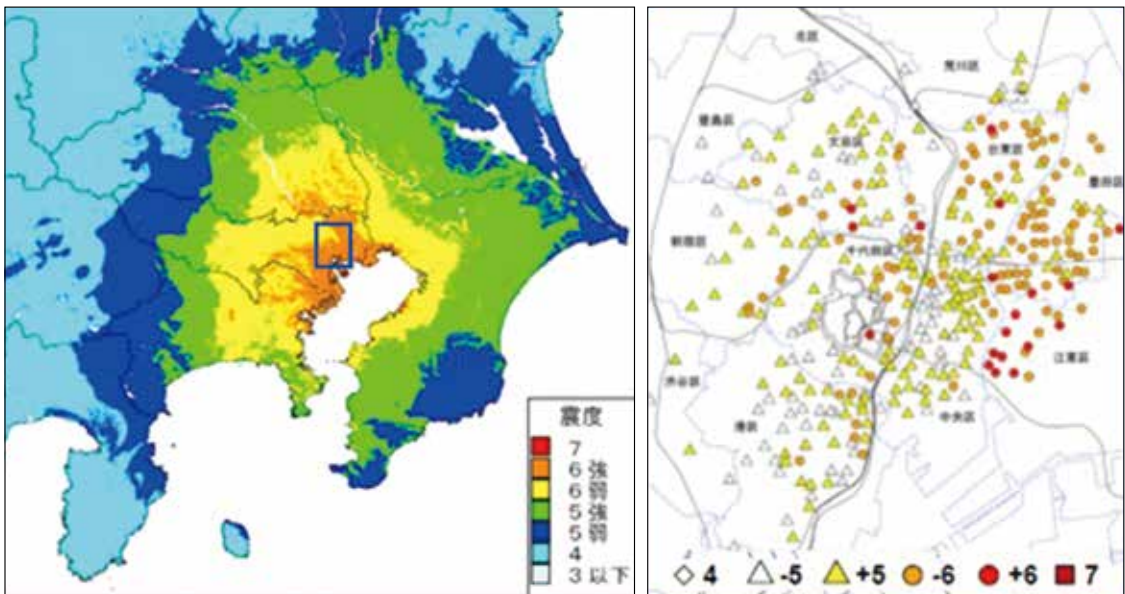 震度
7
6 強
6 弱
5 強
5 弱
4
3 以下
北区
荒川区
豊島区
文京区
台東区
墨田区
新宿区
千代田区
江東区
渋谷区
中央区
港区
4 -5 +5 -6 +6 7